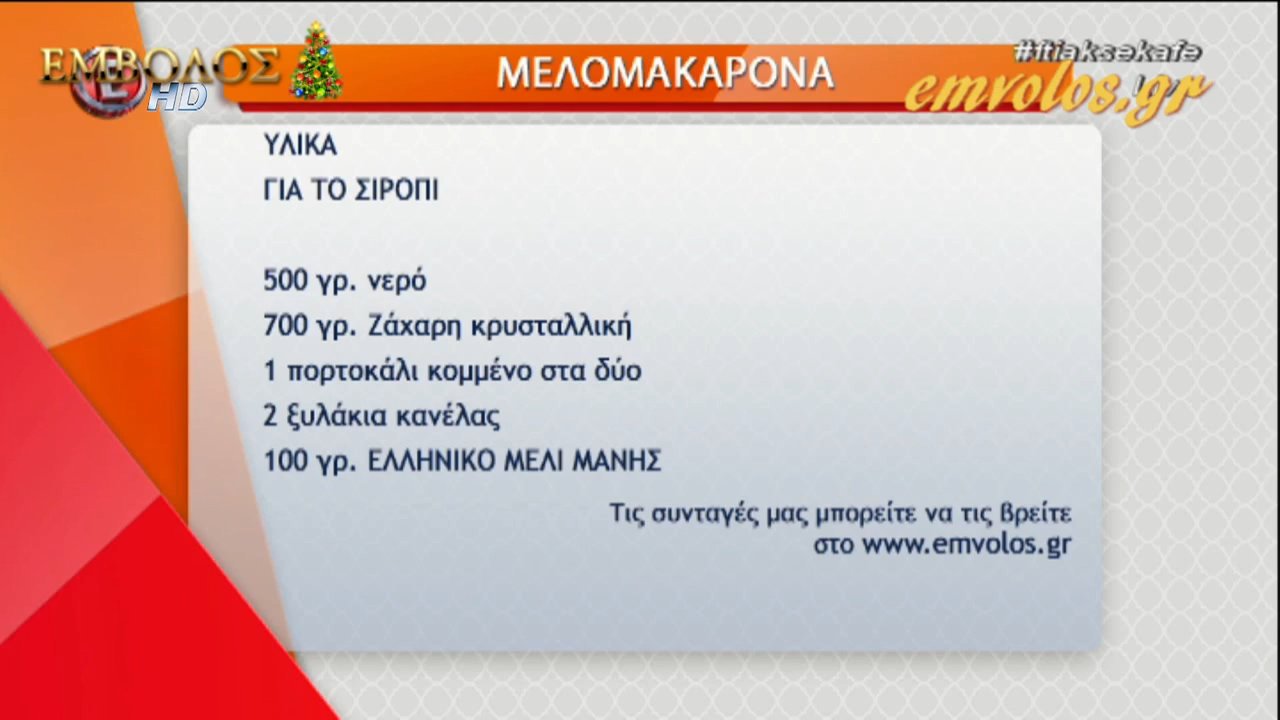 ΕΜΒΟΛΟΣ
HD
ΜΕΛΟΜΑΚΑΡΟΝΑ
#ftiaksekafe
emvolos.gr
ΥΛΙΚΑ
ΓΙΑ ΤΟ ΣΙΡΟΠΙ
500 γρ. νερό
700 γρ. Ζάχαρη κρυσταλλική
1 πορτοκάλι κομμένο στα δύο
2 ξυλάκια κανέλας
100 γρ. ΕΛΛΗΝΙΚΟ ΜΕΛΙ ΜΑΝΗΣ
Τις συνταγές μας μπορείτε να τις βρείτε
στο www.emvolos.gr